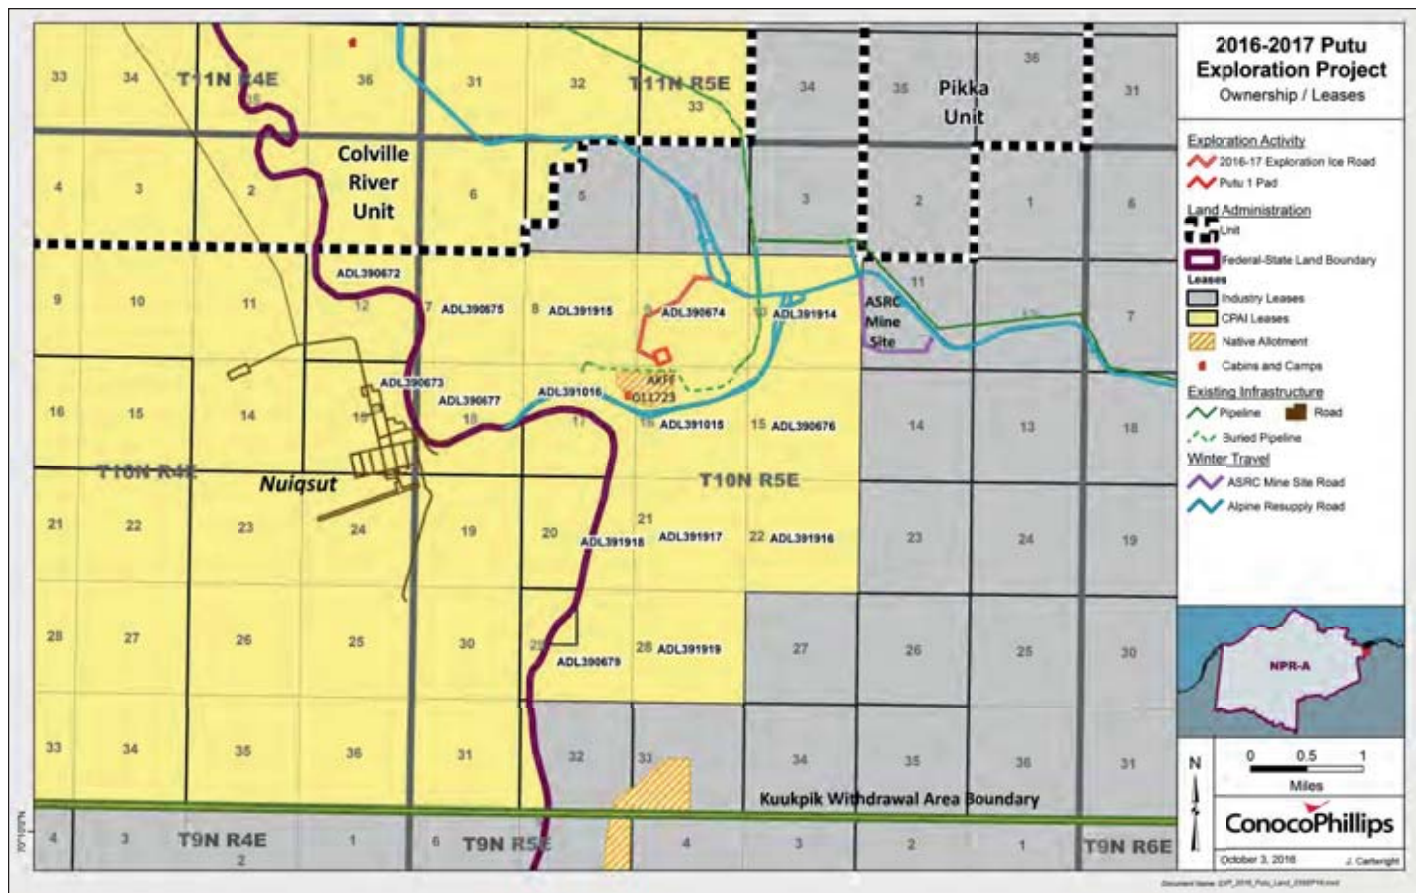 33 34 T11N R4E 36 31 32 T11N R5E 34 35 36 31
35 33
Pikka
Unit
Colville
River
Unit
4 3 2 6 5 3 2 1 6
ADL390672
9 10 11 12 7 ADL390675 8 ADL391915 9 ADL390674 10 ADL391914 11 12 7
ASRC
Mine
Site
ADL390673
ADL390677 ADL391016
16 15 14 18 17 16 ADL391015 15 ADL390676 14 13 18
T10N R4E
Nuiqsut
T10N R5E
21 22 23 24 19 20 21 22 ADL391916 23 24 19
ADL391918 ADL391917
28 27 26 25 30 29 28 ADL391919 27 26 25 30
ADL390679
33 34 35 36 31 32 33 34 35 36 31
Kuukpik Withdrawal Area Boundary
4 3 T9N R4E 1 6 T9N R5E 4 3 2 1 T9N R6E
2
70°10'0"N
2016-2017 Putu
Exploration Project
Ownership / Leases
Exploration Activity
2016-17 Exploration Ice Road
Putu 1 Pad
Land Administration
Unit
Federal-State Land Boundary
Leases
Industry Leases
CPAI Leases
Native Allotment
Cabins and Camps
Existing Infrastructure
Pipeline Road
Buried Pipeline
Winter Travel
ASRC Mine Site Road
Alpine Resupply Road
NPR-A
N
0 0.5 1
Miles
ConocoPhillips
October 3, 2016 J. Cartwright